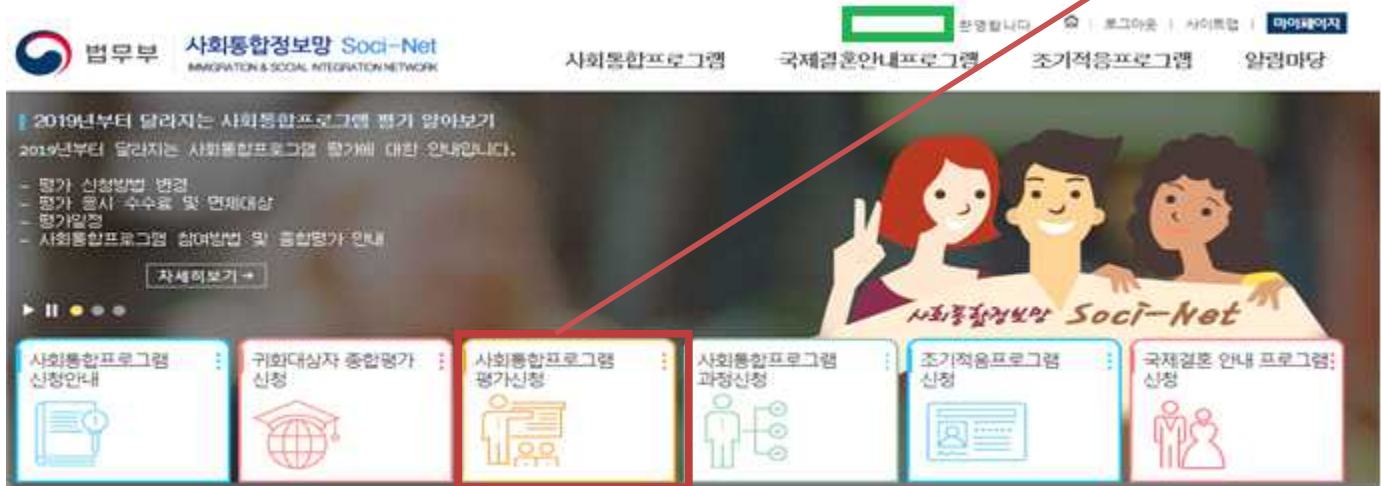 환영합니다 | 로그아웃 | 사이트맵 | 마이페이지
법무부 사회통합정보망 Soci-Net
IMMIGRATION & SOCIAL INTEGRATION NETWORK
사회통합프로그램 국제결혼안내프로그램 조기적응프로그램 알림마당
2019년부터 달라지는 사회통합프로그램 평가 알아보기
2019년부터 달라지는 사회통합프로그램 평가에 대한 안내입니다.
- 평가 신청방법 변경
- 평가 응시 수수료 및 면제대상
- 평가일정
- 사회통합프로그램 참여방법 및 종합평가 안내
자세히보기→
사회통합정보망 Soci-Net
사회통합프로그램
신청안내
귀화대상자 종합평가
신청
사회통합프로그램
평가신청
사회통합프로그램
과정신청
조기적응프로그램
신청
국제결혼 안내 프로그램
신청